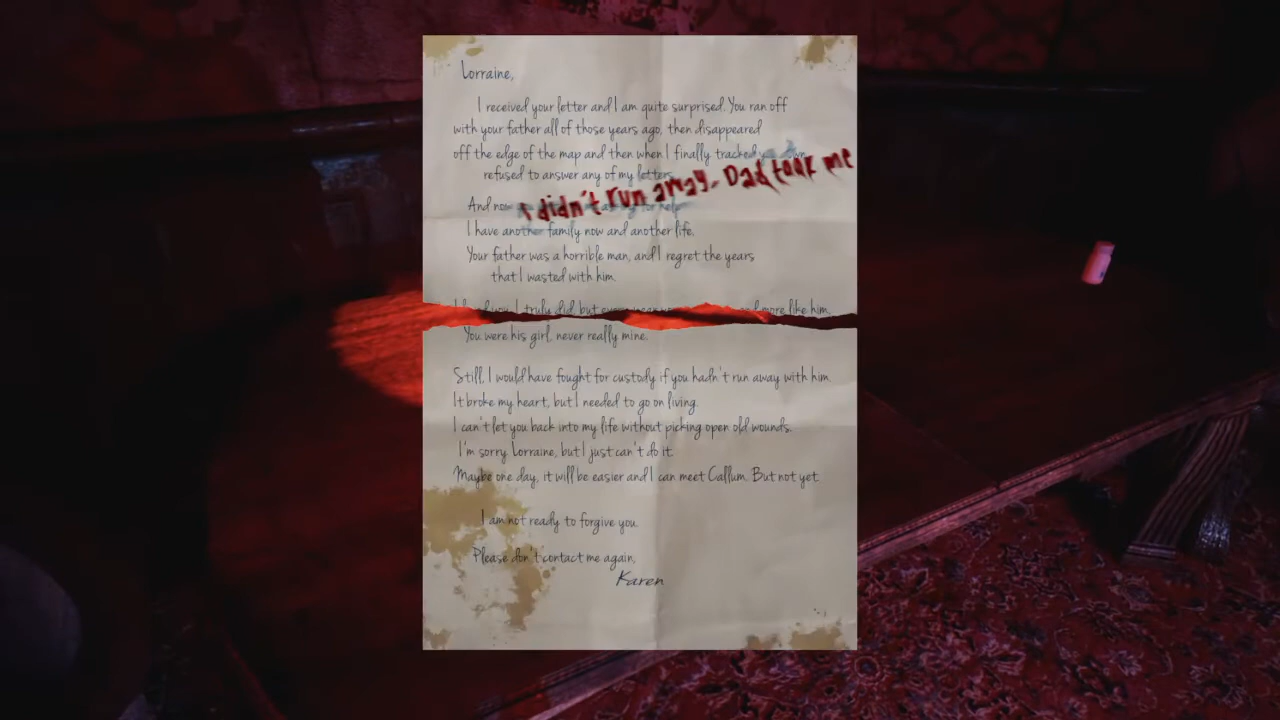 Lorraine,
I received your letter and I am quite surprised. You ran off
with your father all of those years ago, then disappeared
off the edge of the map and then when I finally tracked
refused to answer any of my letters
I didn't run away. Dad took me
And now
I have another family now and another life.
Your father was a horrible man, and I regret the years
that I wasted with him.
I truly did, but more like him.
You were his girl, never really mine.
Still, I would have fought for custody if you hadn't run away with him.
It broke my heart, but I needed to go on living.
I can't let you back into my life without picking open old wounds.
I'm sorry Lorraine, but I just can't do it.
Maybe one day, it will be easier and I can meet Callum. But not yet.
I am not ready to forgive you.
Please don't contact me again,
Karen